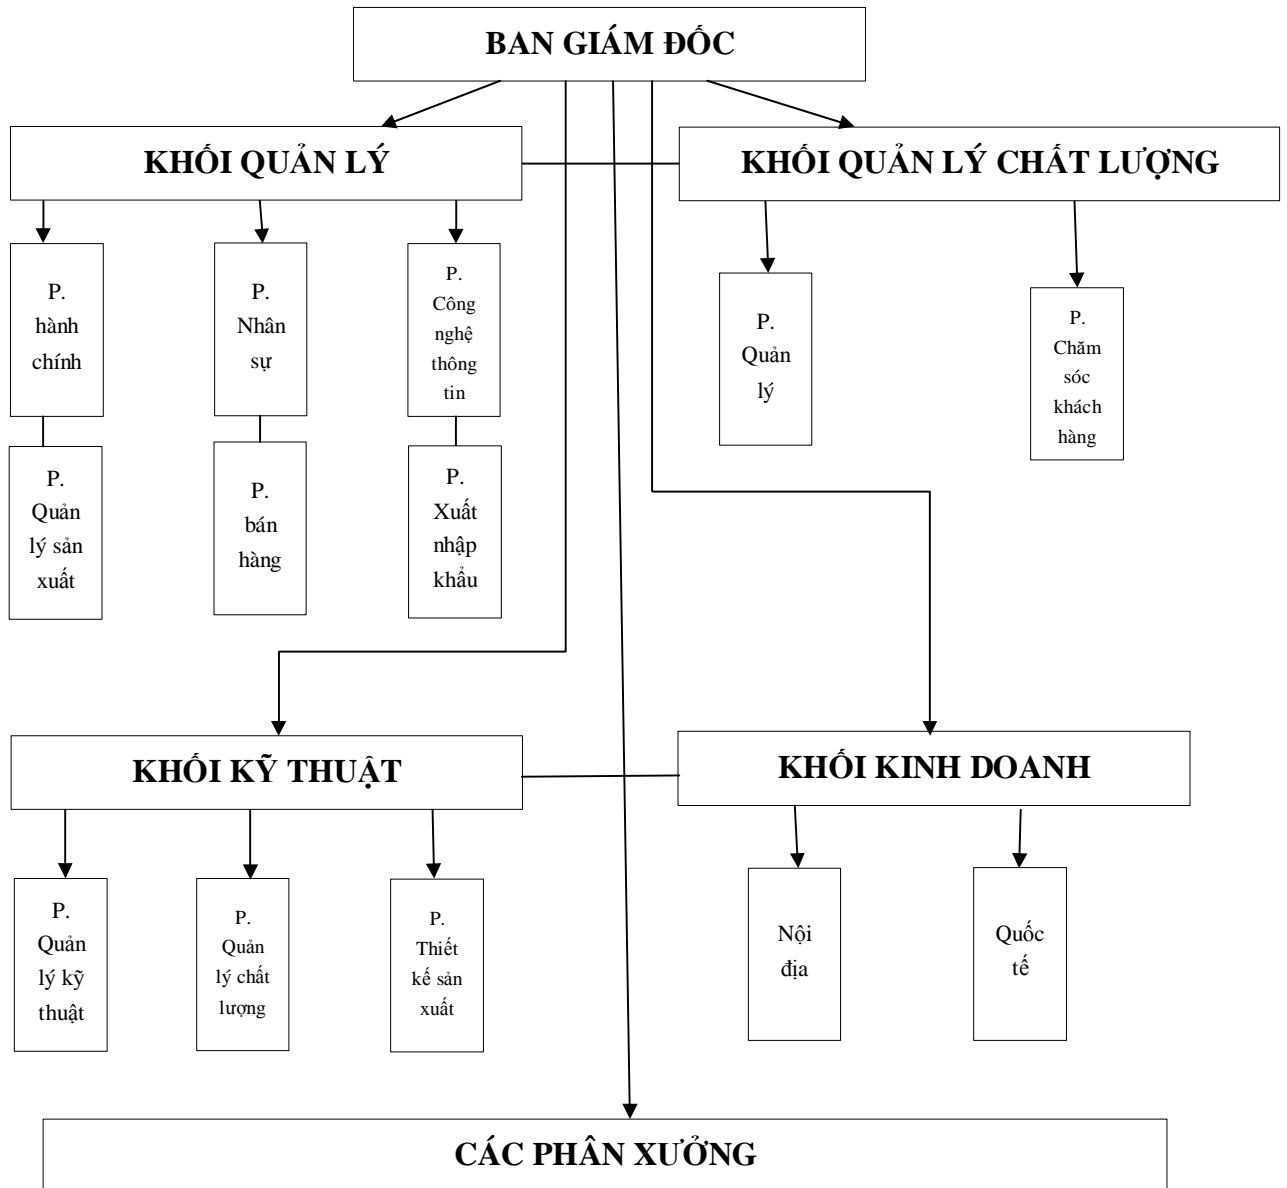 BAN GIÁM ĐỐC
KHỐI QUẢN LÝ
KHỐI QUẢN LÝ CHẤT LƯỢNG
P.
hành
chính
P.
Nhân
sự
P.
Công
nghệ
thông
tin
P.
Quản
lý
P.
Chăm
sóc
khách
hàng
P.
Quản
lý sản
xuất
P.
bán
hàng
P.
Xuất
nhập
khẩu
KHỐI KỸ THUẬT
KHỐI KINH DOANH
P.
Quản
lý kỹ
thuật
P.
Quản
lý chất
lượng
P.
Thiết
kế sản
xuất
Nội
địa
Quốc
tế
CÁC PHÂN XƯỞNG